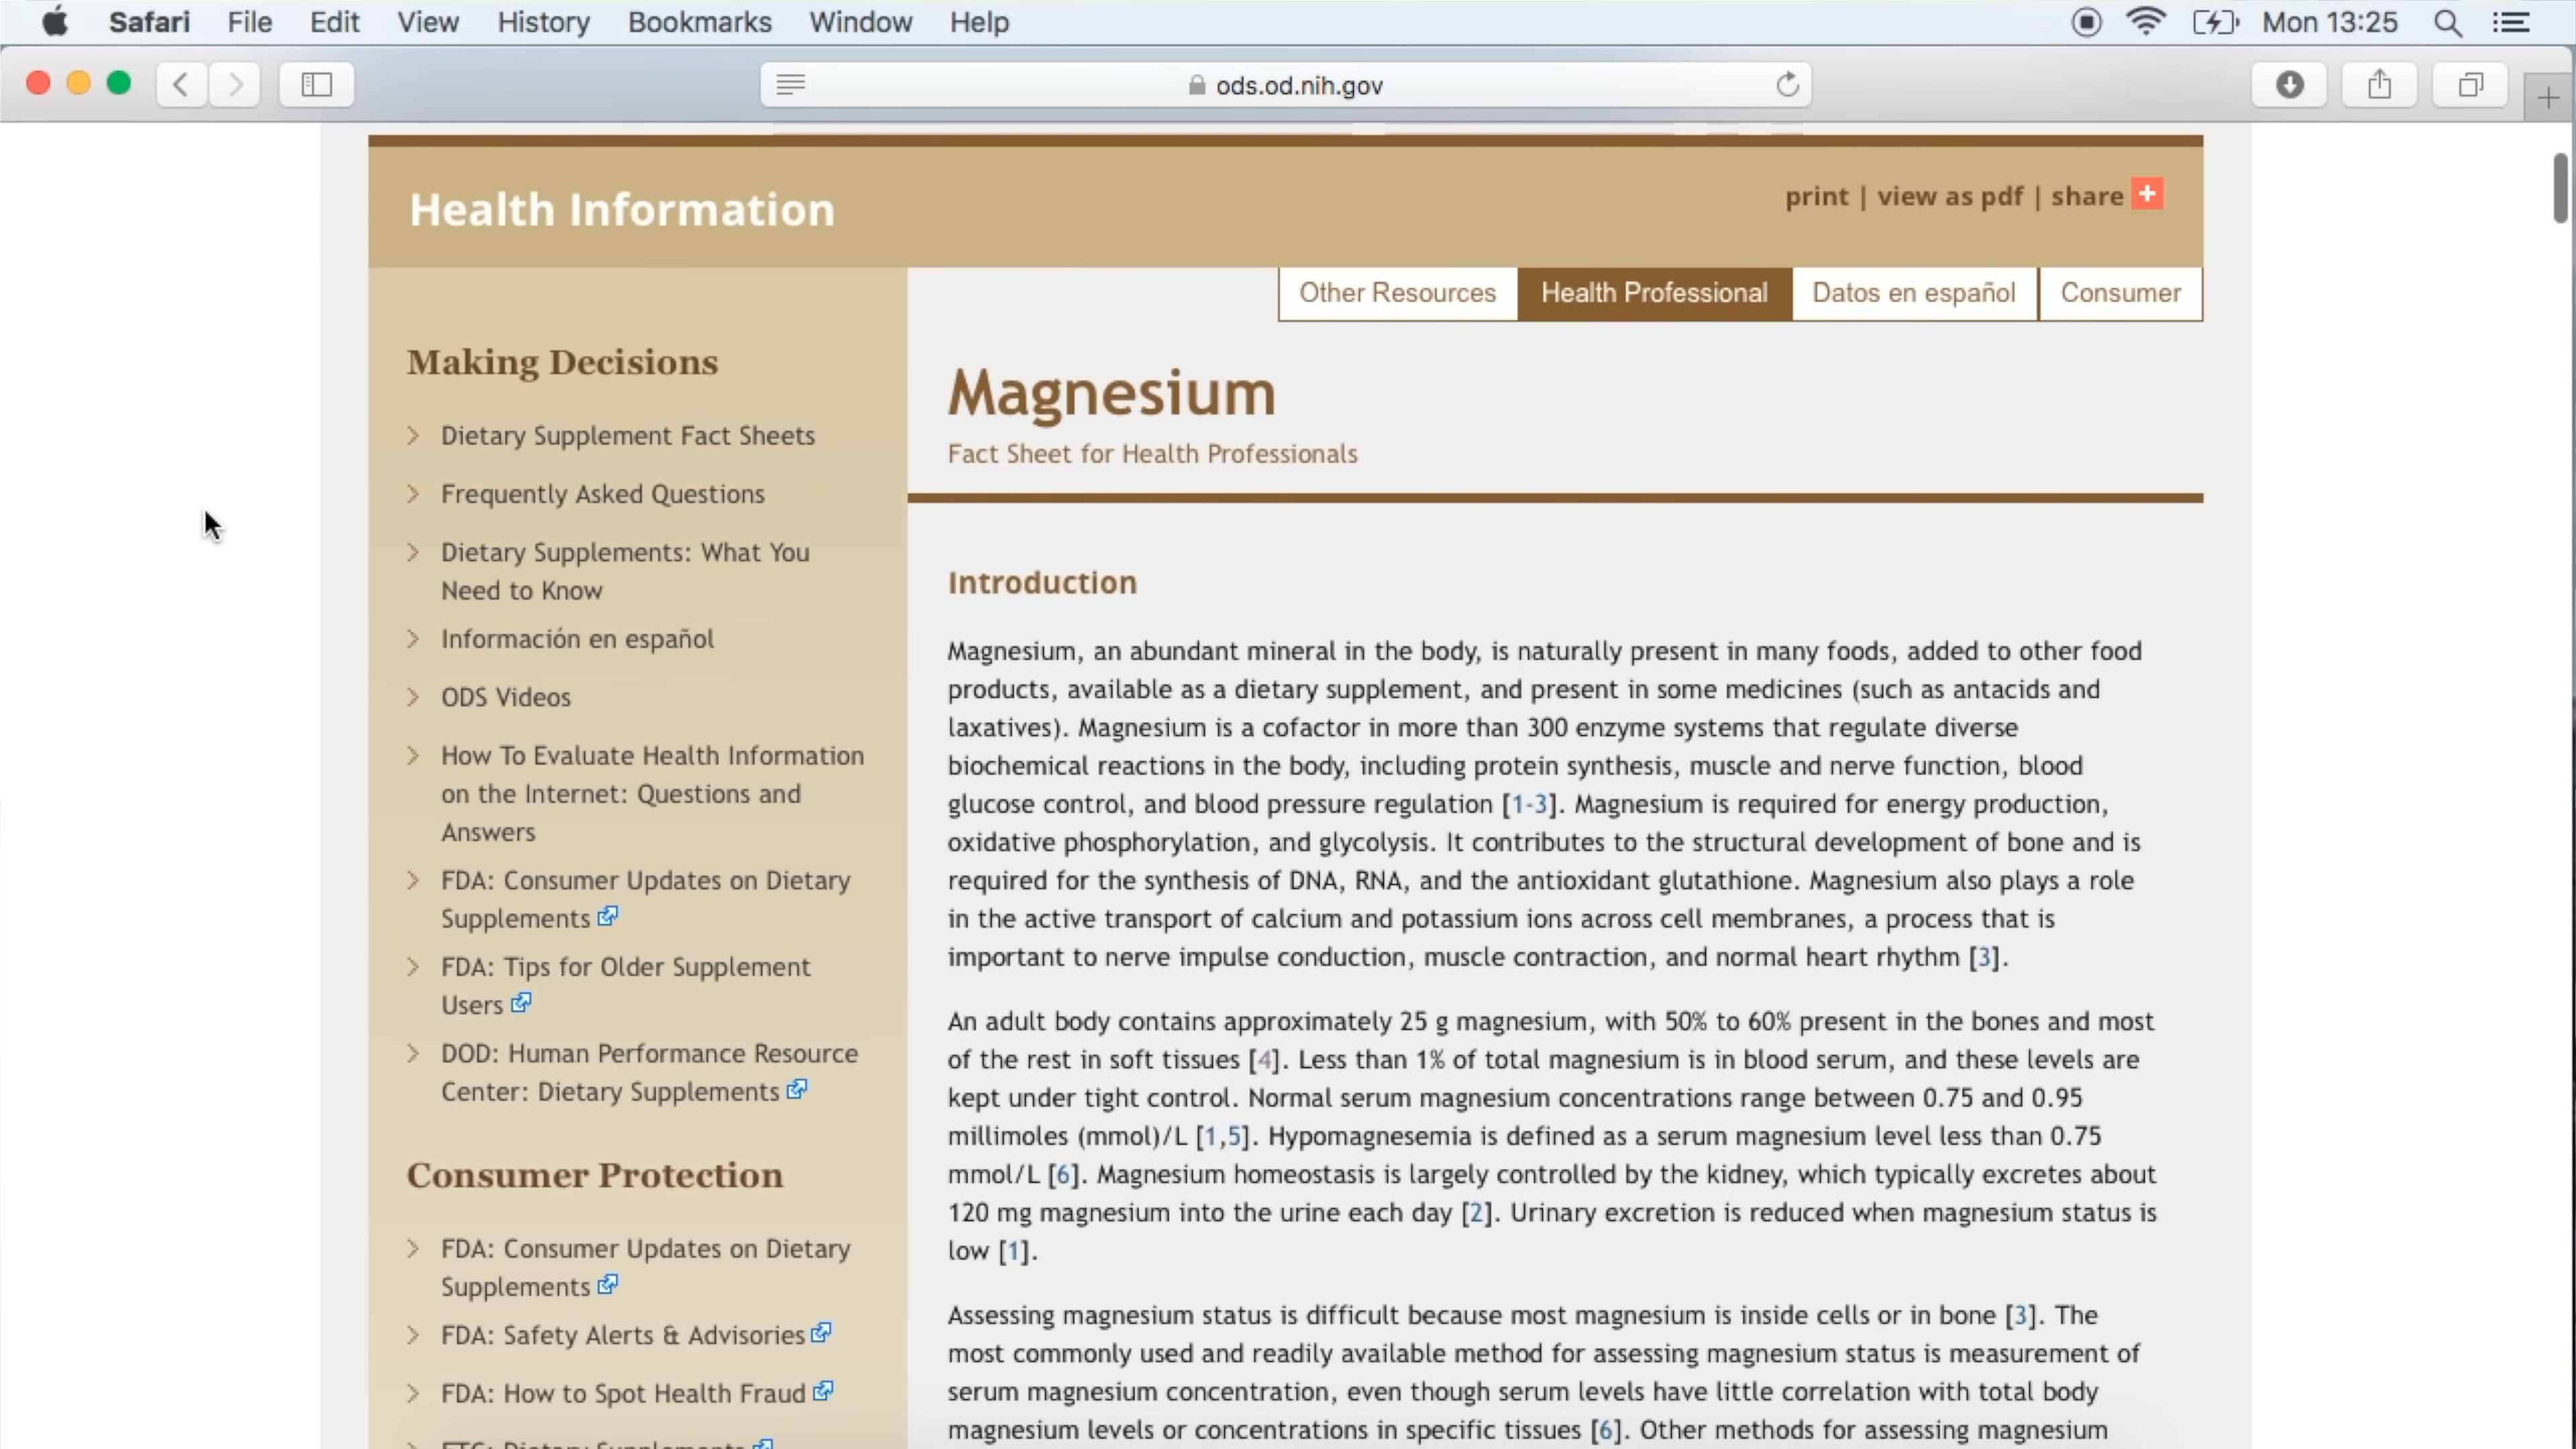 Safari File Edit View History Bookmarks Window Help Mon 13:25
ods.od.nih.gov
Health Information
print | view as pdf | share
Other Resources Health Professional Datos en español Consumer
Making Decisions
Dietary Supplement Fact Sheets
Frequently Asked Questions
Dietary Supplements: What You
Need to Know
Información en español
ODS Videos
How To Evaluate Health Information
on the Internet: Questions and
Answers
FDA: Consumer Updates on Dietary
Supplements
FDA: Tips for Older Supplement
Users
DOD: Human Performance Resource
Center: Dietary Supplements
Consumer Protection
FDA: Consumer Updates on Dietary
Supplements
FDA: Safety Alerts & Advisories
FDA: How to Spot Health Fraud
FTC: Dietary Supplements
Magnesium
Fact Sheet for Health Professionals
Introduction
Magnesium, an abundant mineral in the body, is naturally present in many foods, added to other food
products, available as a dietary supplement, and present in some medicines (such as antacids and
laxatives). Magnesium is a cofactor in more than 300 enzyme systems that regulate diverse
biochemical reactions in the body, including protein synthesis, muscle and nerve function, blood
glucose control, and blood pressure regulation [1-3]. Magnesium is required for energy production,
oxidative phosphorylation, and glycolysis. It contributes to the structural development of bone and is
required for the synthesis of DNA, RNA, and the antioxidant glutathione. Magnesium also plays a role
in the active transport of calcium and potassium ions across cell membranes, a process that is
important to nerve impulse conduction, muscle contraction, and normal heart rhythm [3].
An adult body contains approximately 25 g magnesium, with 50% to 60% present in the bones and most
of the rest in soft tissues [4]. Less than 1% of total magnesium is in blood serum, and these levels are
kept under tight control. Normal serum magnesium concentrations range between 0.75 and 0.95
millimoles (mmol)/L [1,5]. Hypomagnesemia is defined as a serum magnesium level less than 0.75
mmol/L [6]. Magnesium homeostasis is largely controlled by the kidney, which typically excretes about
120 mg magnesium into the urine each day [2]. Urinary excretion is reduced when magnesium status is
low [1].
Assessing magnesium status is difficult because most magnesium is inside cells or in bone [3]. The
most commonly used and readily available method for assessing magnesium status is measurement of
serum magnesium concentration, even though serum levels have little correlation with total body
magnesium levels or concentrations in specific tissues [6]. Other methods for assessing magnesium